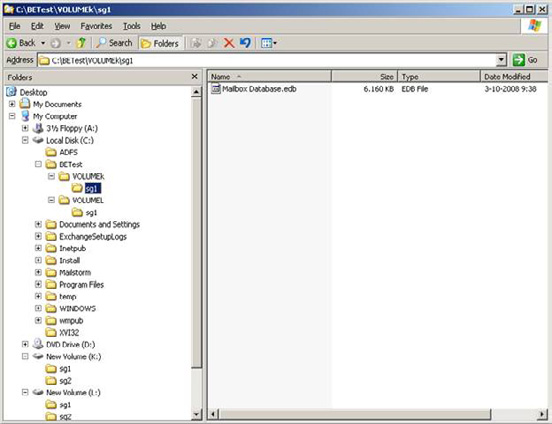 C:\BETest\VOLUMEk\sg1
File Edit View Favorites Tools Help
Back Search Folders
Address C:\BETest\VOLUMEk\sg1 Go
Folders
Name Size Type Date Modified
Desktop
My Documents
My Computer
3½ Floppy (A:)
Local Disk (C:)
ADFS
BETest
VOLUMEk
sg1
VOLUMEL
sg1
Documents and Settings
ExchangeSetupLogs
Inetpub
Install
Mailstorm
Program Files
temp
WINDOWS
wmpub
XVI32
DVD Drive (D:)
New Volume (K:)
sg1
sg2
New Volume (L:)
sg1
sg2
Mailbox Database.edb 6.160 KB EDB File 3-10-2008 9:38